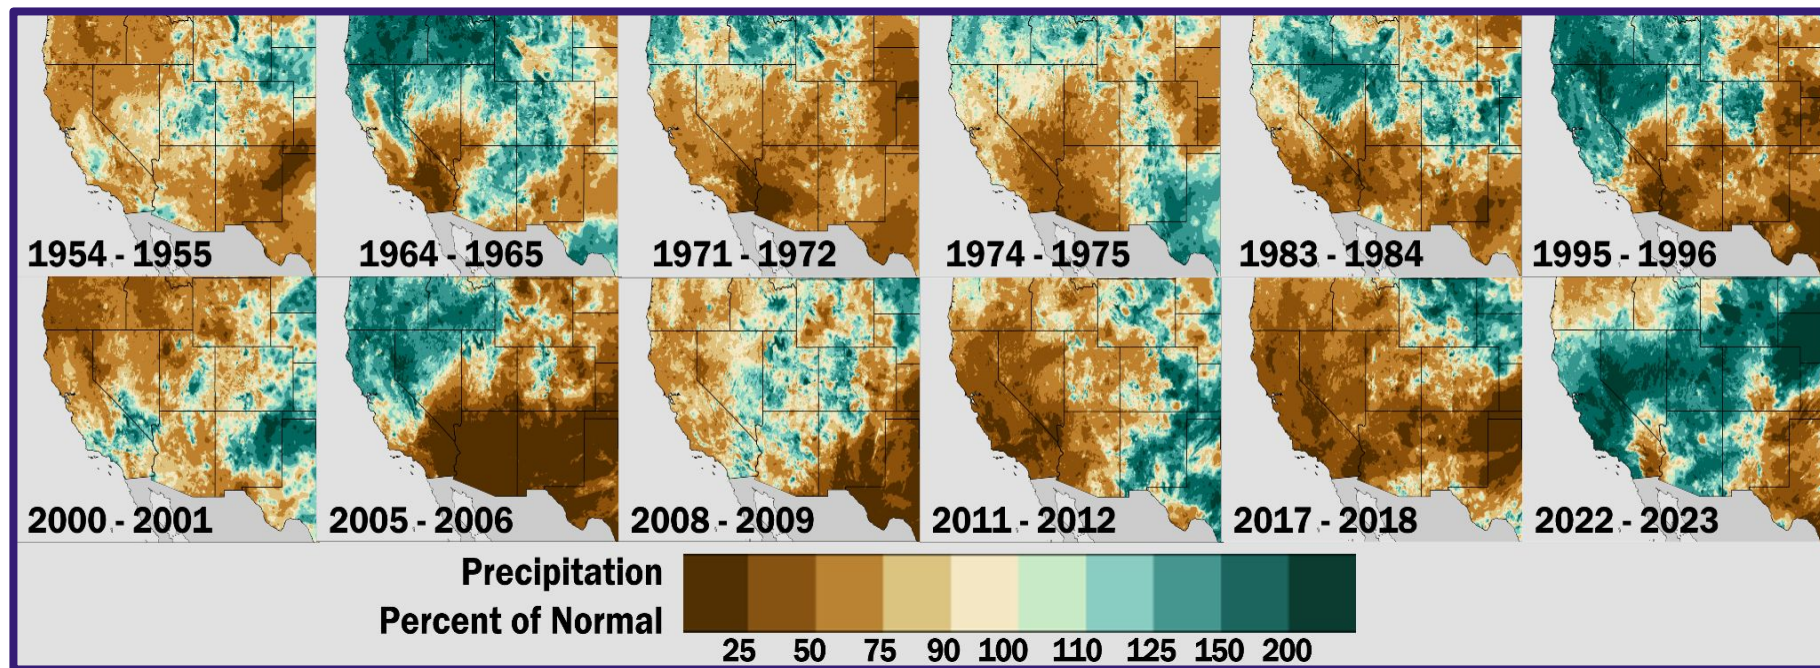 1954 - 1955
1964 - 1965
1971 - 1972
1974 - 1975
1983 - 1984
1995 - 1996
2000 - 2001
2005 - 2006
2008 - 2009
2011 - 2012
2017 - 2018
2022 - 2023
Precipitation
Percent of Normal
25 50 75 90 100 110 125 150 200